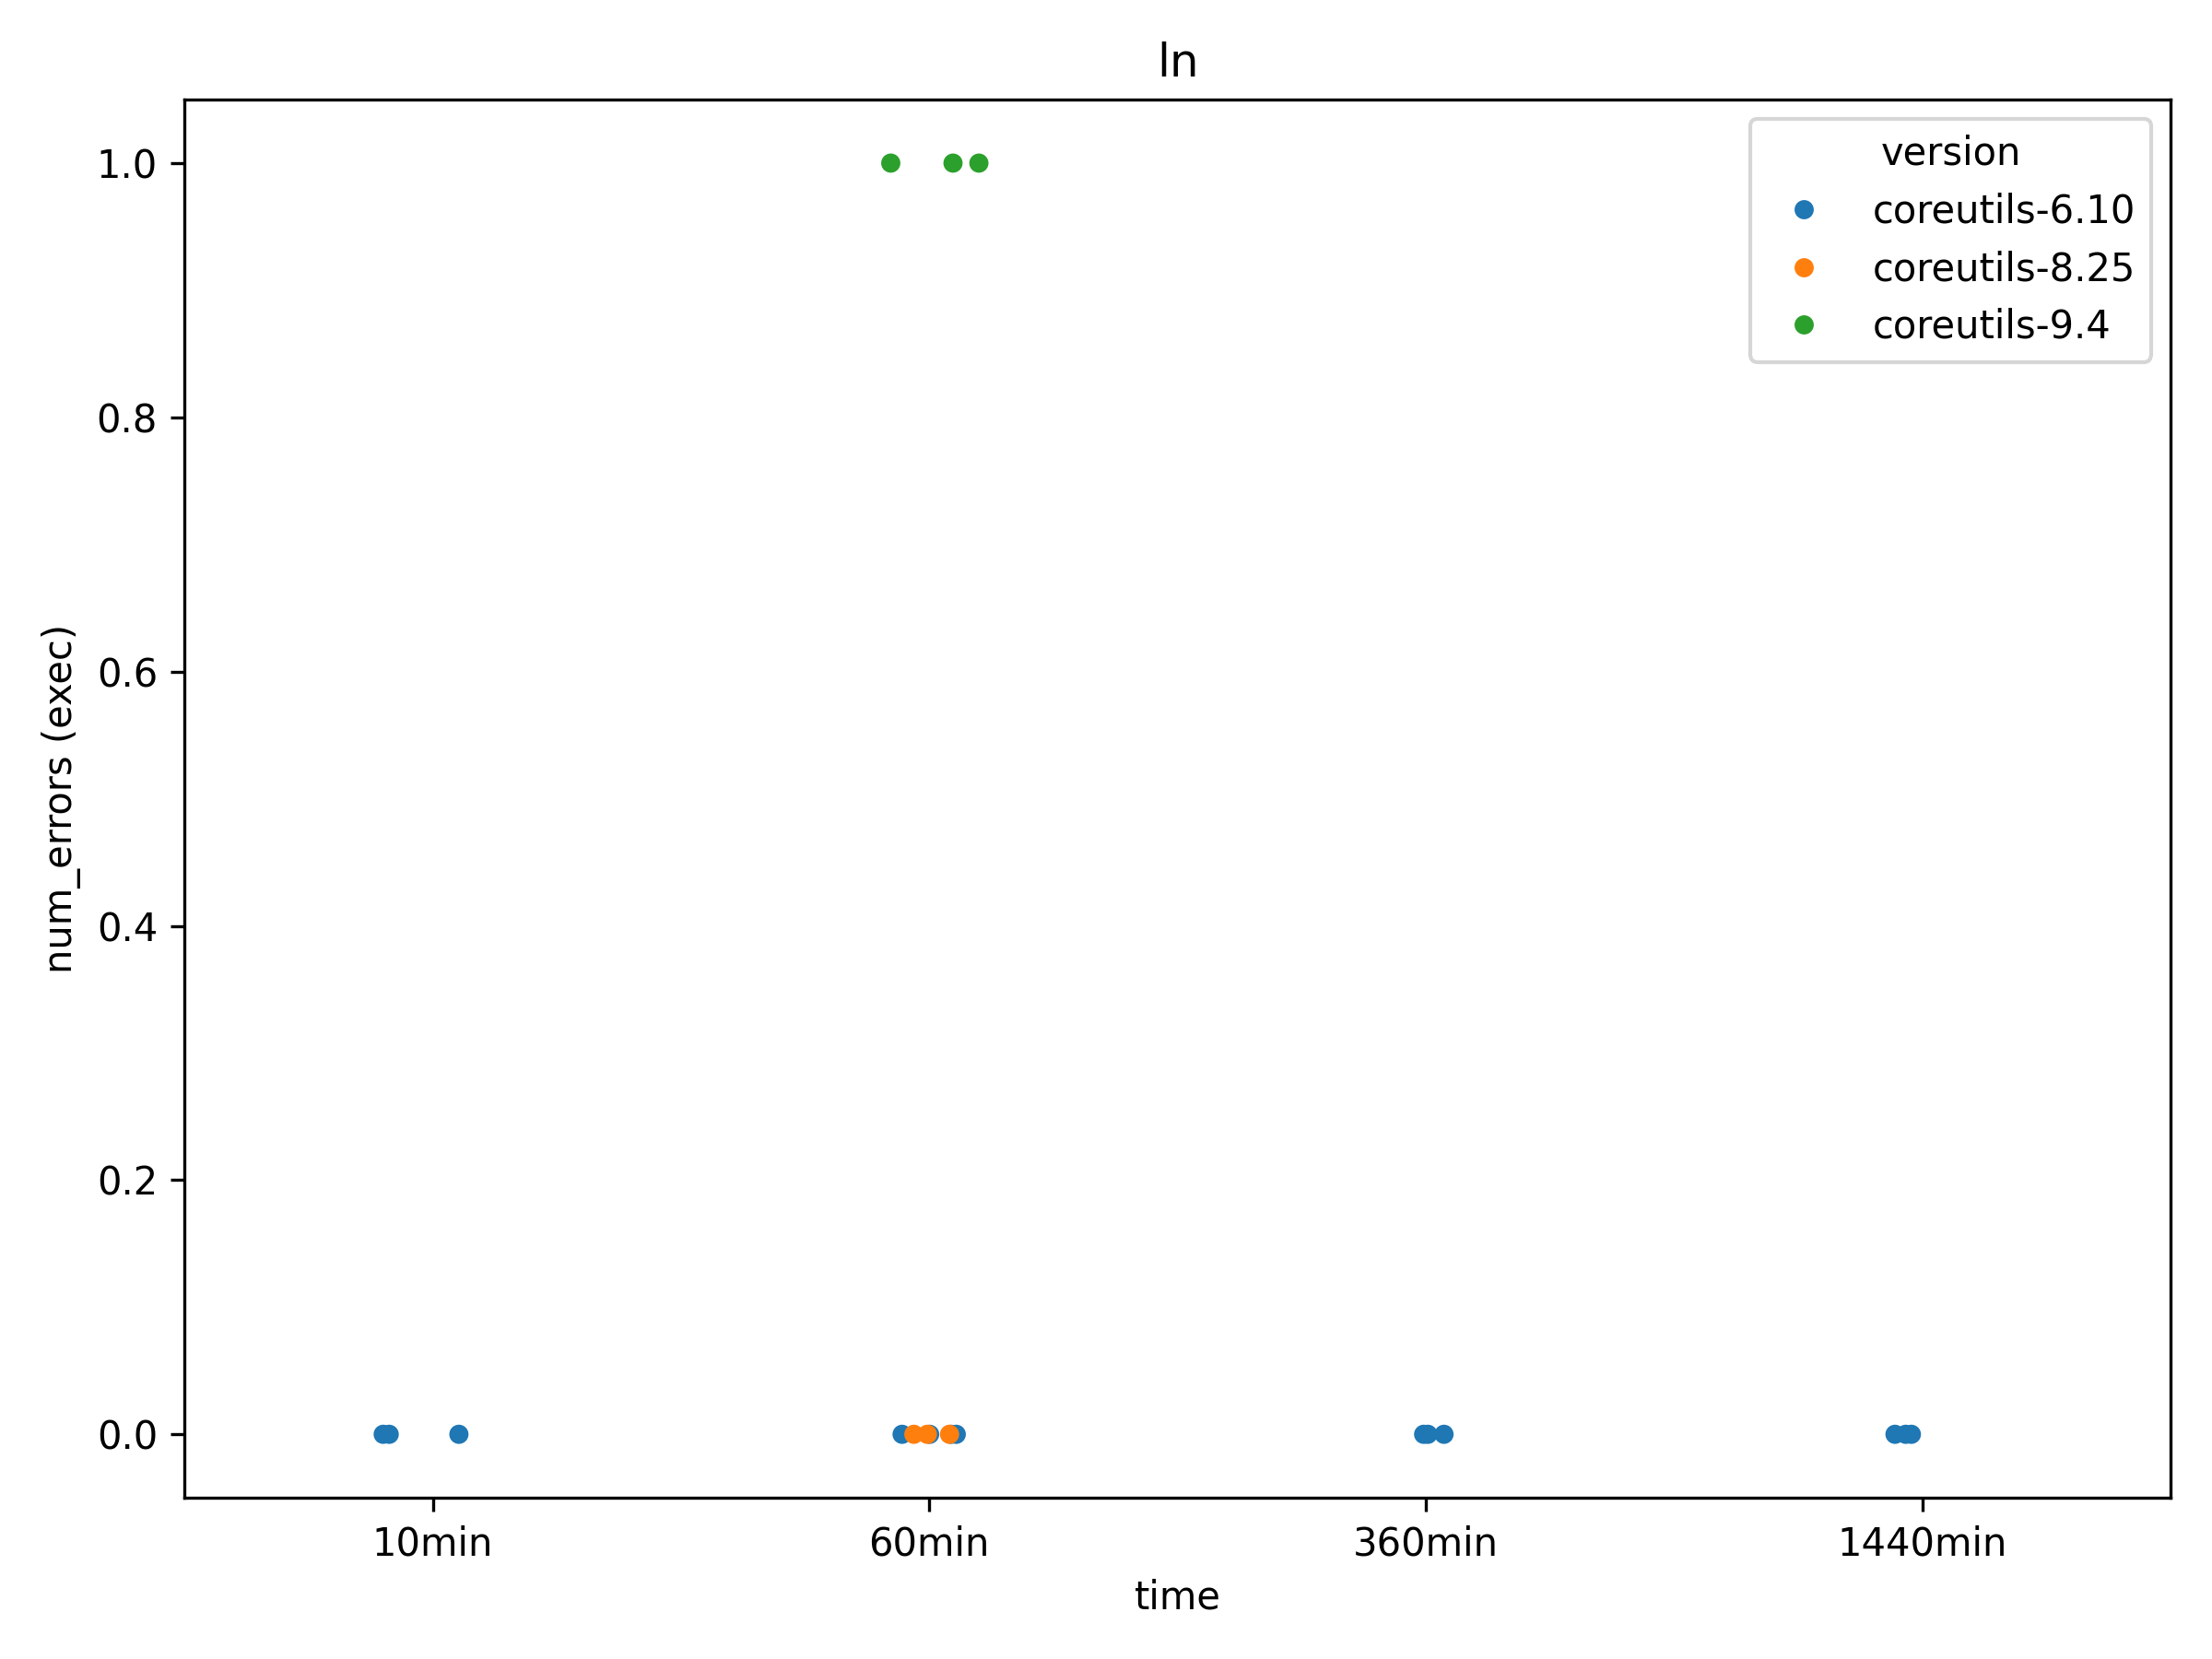 ln
version
coreutils-6.10
coreutils-8.25
coreutils-9.4
num_errors (exec)
1.0
0.8
0.6
0.4
0.2
0.0
10min
60min
360min
1440min
time